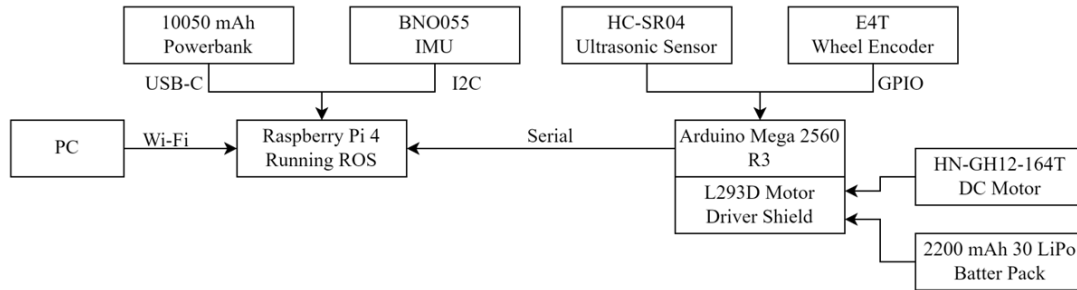 10050 mAh
Powerbank
BNO055
IMU
HC-SR04
Ultrasonic Sensor
E4T
Wheel Encoder
USB-C
I2C
GPIO
PC
Wi-Fi
Raspberry Pi 4
Running ROS
Serial
Arduino Mega 2560
R3
L293D Motor
Driver Shield
HN-GH12-164T
DC Motor
2200 mAh 30 LiPo
Batter Pack